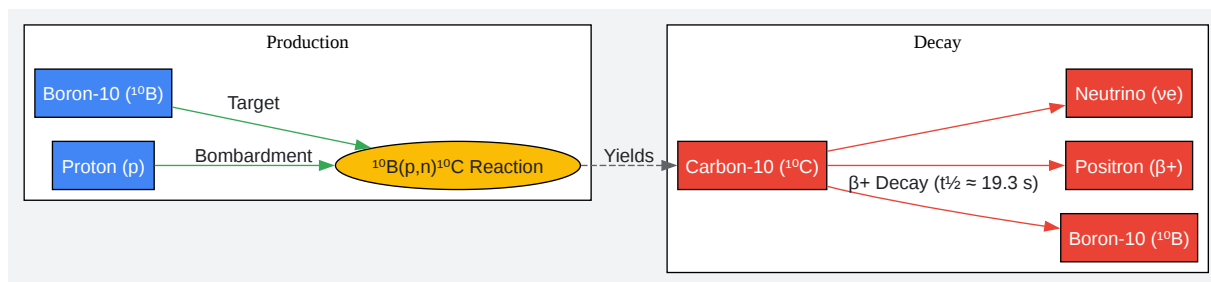 Production
Boron-10 (¹⁰B)
Target
Proton (p)
Bombardment
¹⁰B(p,n)¹⁰C Reaction
Yields
Decay
Carbon-10 (¹⁰C)
β+ Decay (t½ ≈ 19.3 s)
Neutrino (νe)
Positron (β+)
Boron-10 (¹⁰B)